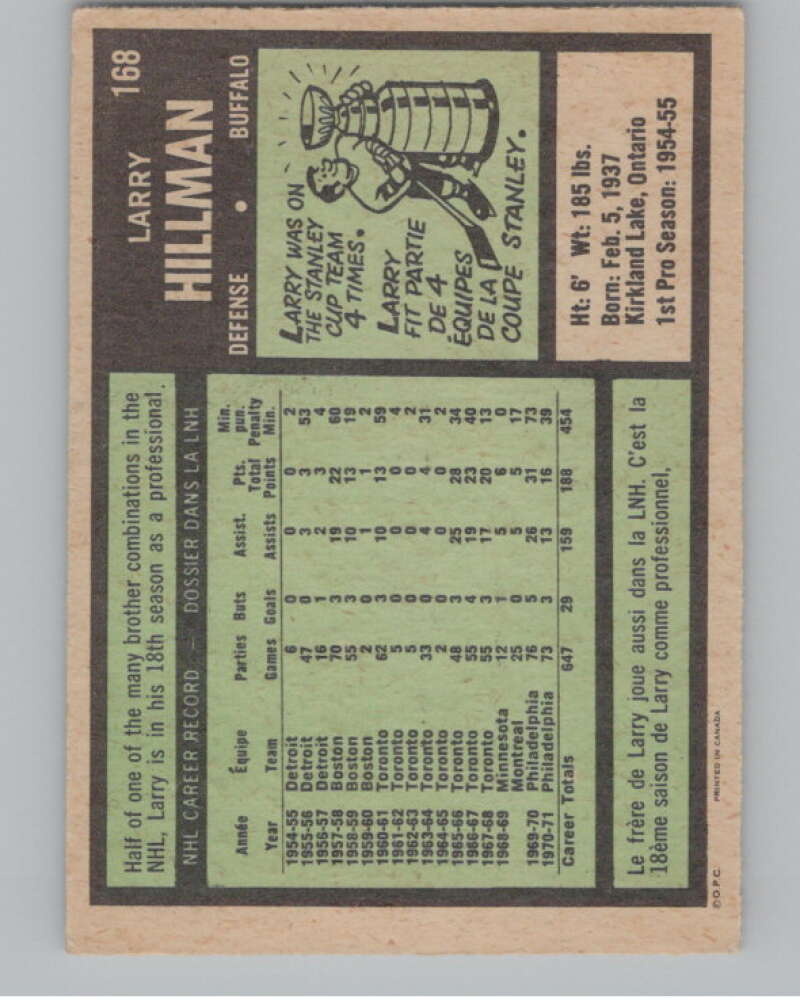 168
LARRY
HILLMAN
DEFENSE • BUFFALO
LARRY WAS ON
THE STANLEY
CUP TEAM
4 TIMES.
LARRY
FIT PARTIE
DE 4
ÉQUIPES
DE LA
COUPE STANLEY.
Ht: 6' Wt: 185 lbs.
Born: Feb. 5, 1937
Kirkland Lake, Ontario
1st Pro Season: 1954-55
Half of one of the many brother combinations in the
NHL, Larry is in his 18th season as a professional.
NHL CAREER RECORD — DOSSIER DANS LA LNH
Année Équipe Parties Buts Assist. Pts. Total Min. pun.
Year Team Games Goals Assists Points Penalty Min.
1954-55 Detroit 6 0 0 0 2
1955-56 Detroit 47 0 3 3 53
1956-57 Detroit 16 1 2 3 4
1957-58 Boston 70 3 19 22 60
1958-59 Boston 55 3 10 13 19
1959-60 Boston 2 0 1 1 2
1960-61 Toronto 62 3 10 13 59
1961-62 Toronto 5 0 0 0 4
1962-63 Toronto 5 0 0 0 2
1963-64 Toronto 33 0 4 4 31
1964-65 Toronto 2 0 0 0 2
1965-66 Toronto 48 3 25 28 34
1966-67 Toronto 55 4 19 23 40
1967-68 Toronto 55 3 17 20 13
1968-69 Minnesota 12 1 5 6 0
Montreal 25 0 5 5 17
1969-70 Philadelphia 76 5 26 31 73
1970-71 Philadelphia 73 3 13 16 39
Career Totals 647 29 159 188 454
Le frère de Larry joue aussi dans la LNH. C'est la
18ème saison de Larry comme professionnel,
© O.P.C. PRINTED IN CANADA